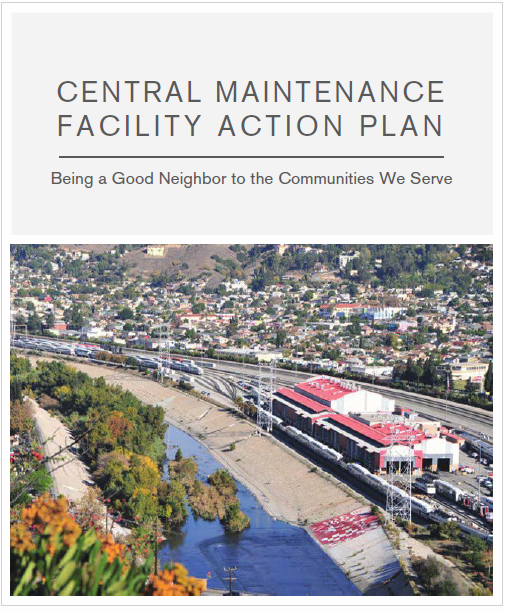 CENTRAL MAINTENANCE
FACILITY ACTION PLAN
Being a Good Neighbor to the Communities We Serve